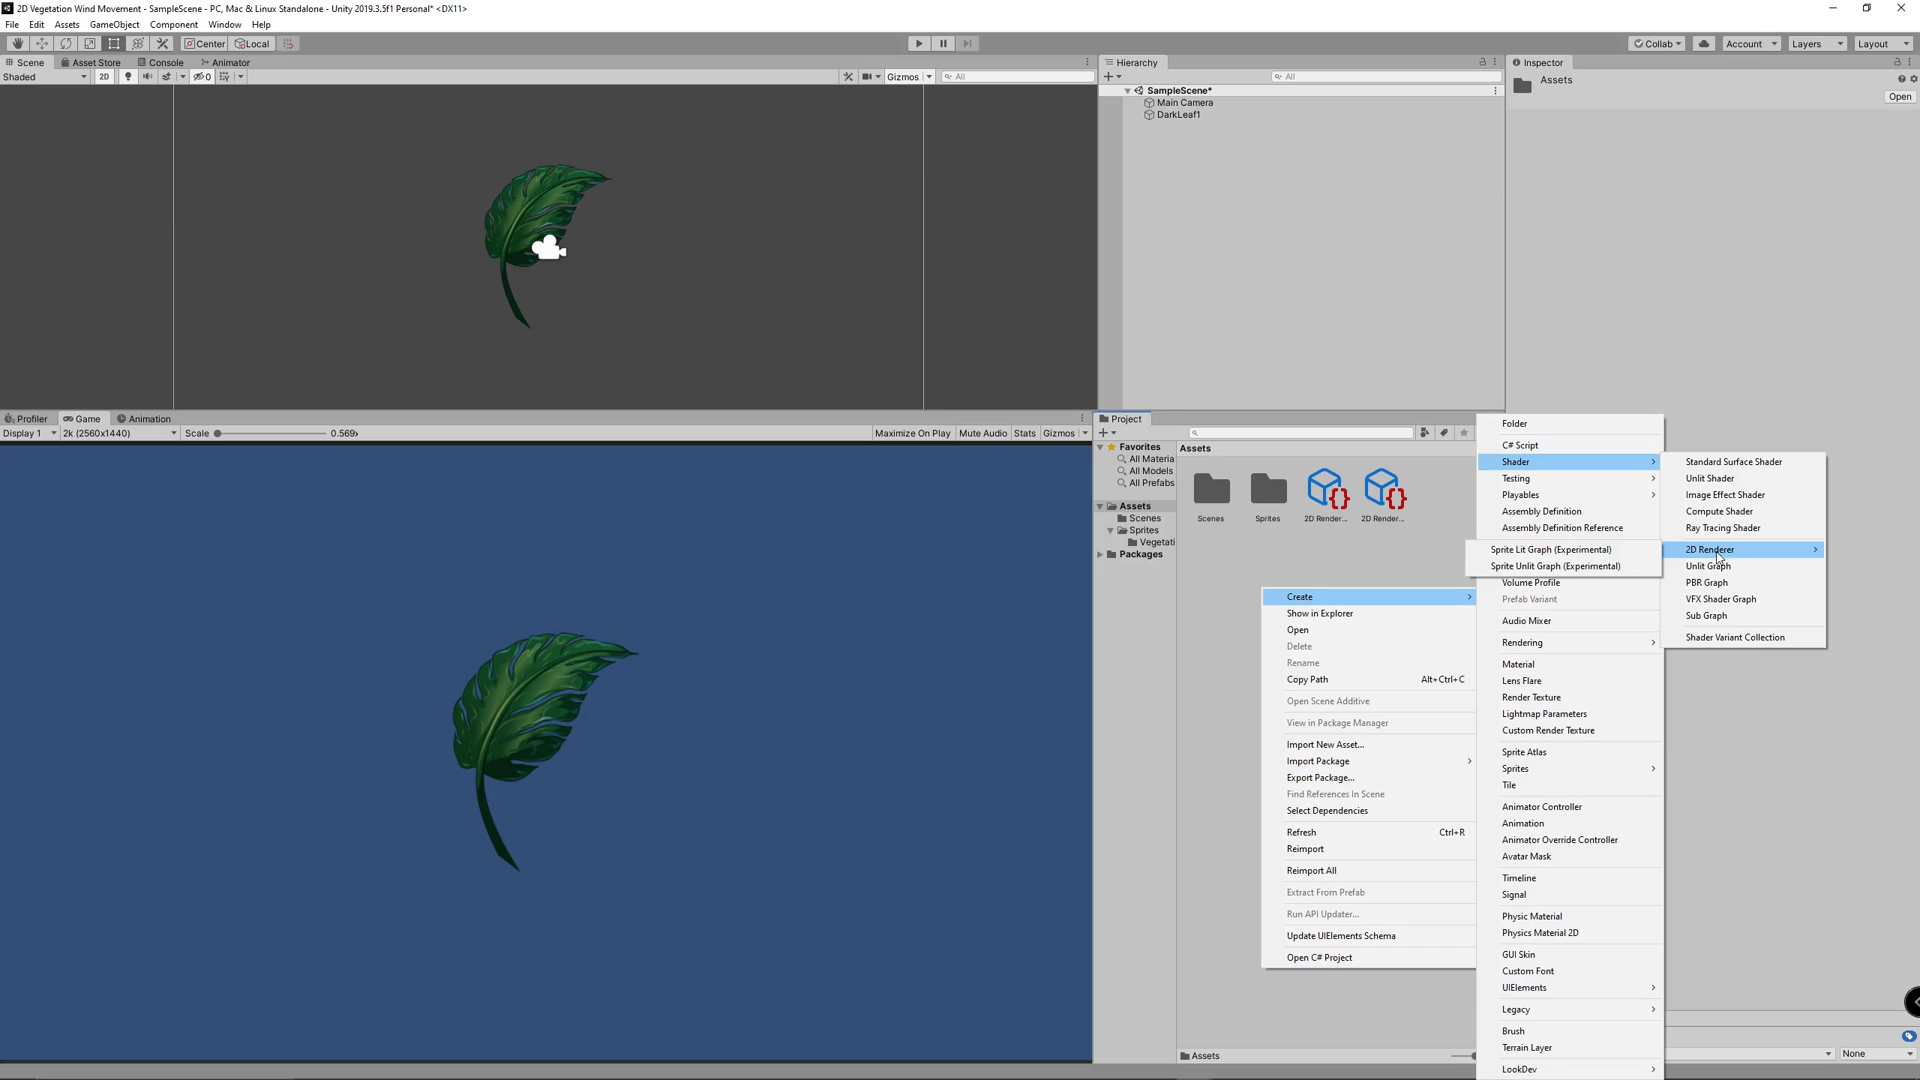 2D Vegetation Wind Movement - SampleScene - PC, Mac & Linux Standalone - Unity 2019.3.5f1 Personal* <DX11>
File Edit Assets GameObject Component Window Help
Center Local
Collab Account Layers Layout
Scene Asset Store Console Animator
Shaded 2D 0 Gizmos All
Hierarchy
All
SampleScene*
Main Camera
DarkLeaf1
Inspector
Assets
Open
Profiler Game Animation
Display 1 2k (2560x1440) Scale 0.569x Maximize On Play Mute Audio Stats Gizmos
Project
Favorites
All Materia
All Models
All Prefabs
Assets
Scenes
Sprites
Vegetati
Packages
Assets
Scenes
Sprites
2D Render...
2D Render...
Assets
Create
Show in Explorer
Open
Delete
Rename
Copy Path Alt+Ctrl+C
Open Scene Additive
View in Package Manager
Import New Asset...
Import Package
Export Package...
Find References In Scene
Select Dependencies
Refresh Ctrl+R
Reimport
Reimport All
Extract From Prefab
Run API Updater...
Update UIElements Schema
Open C# Project
Folder
C# Script
Shader
Testing
Playables
Assembly Definition
Assembly Definition Reference
Volume Profile
Prefab Variant
Audio Mixer
Rendering
Material
Lens Flare
Render Texture
Lightmap Parameters
Custom Render Texture
Sprite Atlas
Sprites
Tile
Animator Controller
Animation
Animator Override Controller
Avatar Mask
Timeline
Signal
Physic Material
Physics Material 2D
GUI Skin
Custom Font
UIElements
Legacy
Brush
Terrain Layer
LookDev
Standard Surface Shader
Unlit Shader
Image Effect Shader
Compute Shader
Ray Tracing Shader
2D Renderer
Unlit Graph
PBR Graph
VFX Shader Graph
Sub Graph
Shader Variant Collection
Sprite Lit Graph (Experimental)
Sprite Unlit Graph (Experimental)
None